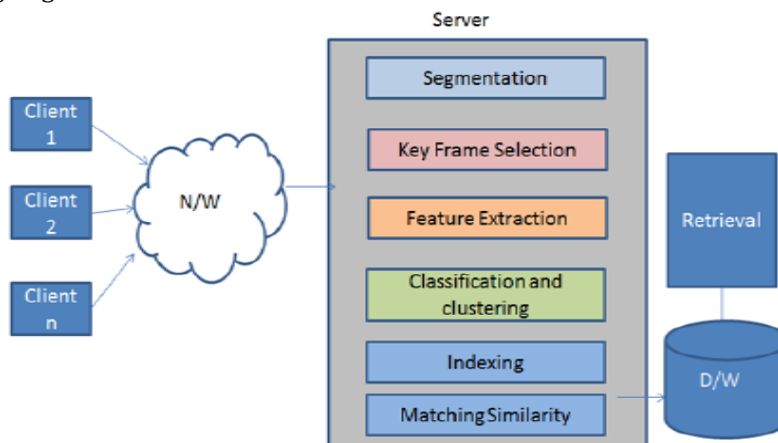 Server
Segmentation
Client
1
Key Frame Selection
N/W
Client
2
Feature Extraction
Retrieval
Classification and
clustering
Client
n
Indexing
D/W
Matching Similarity